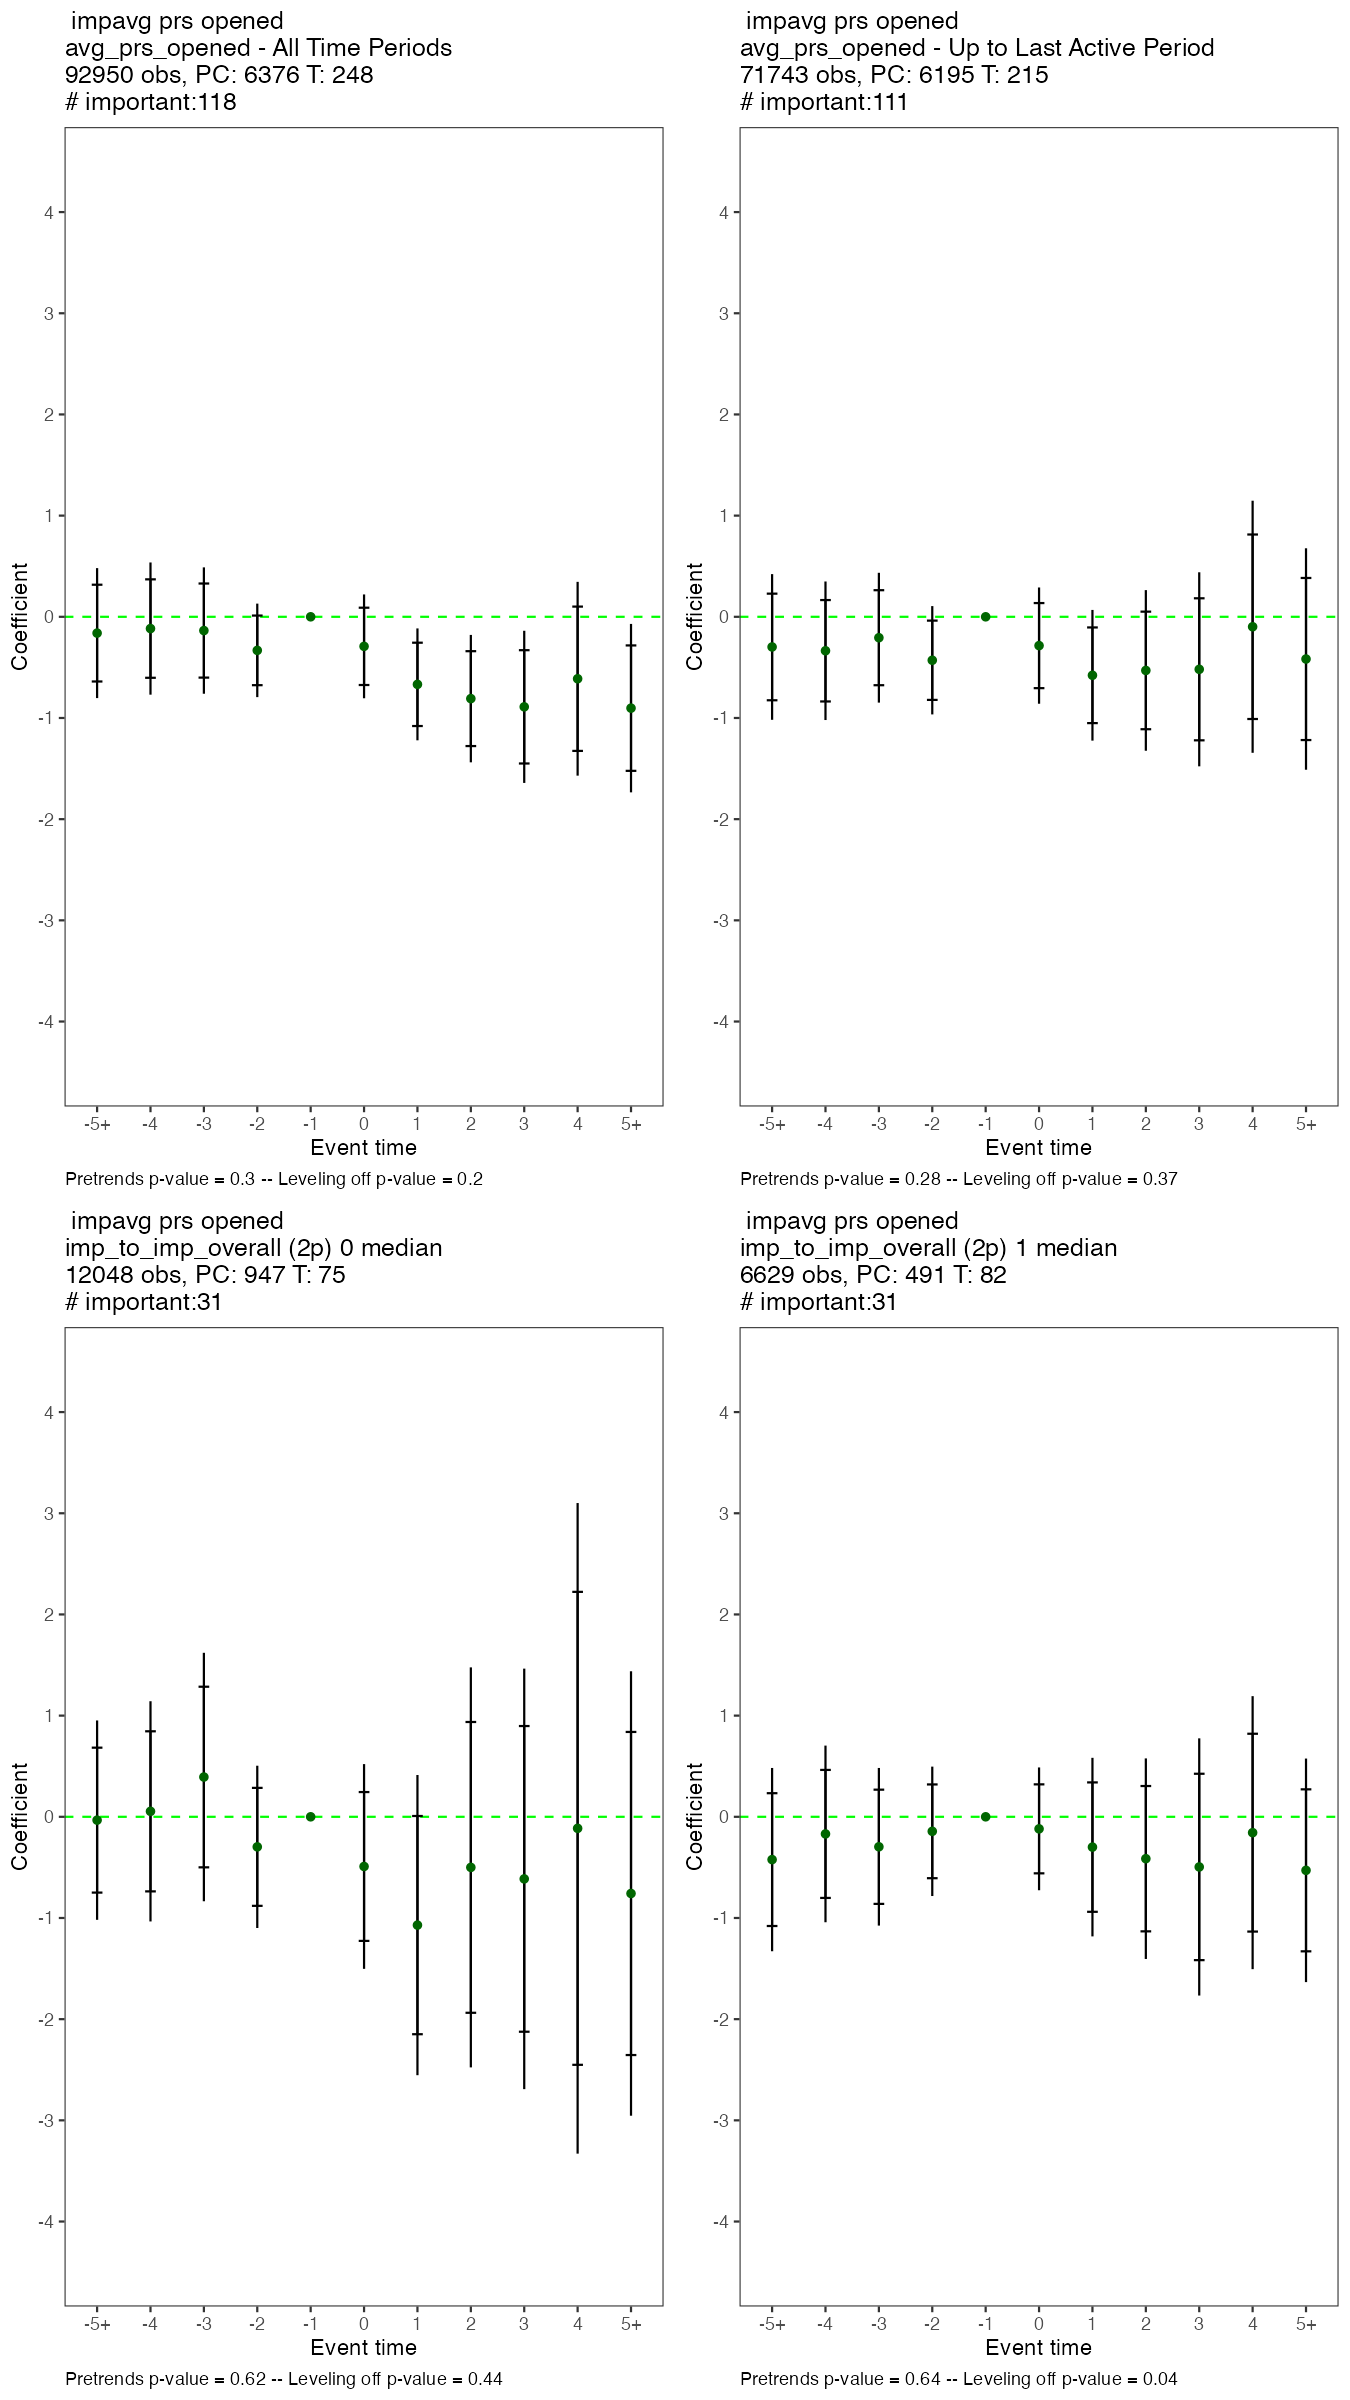 impavg prs opened
avg_prs_opened - All Time Periods
92950 obs, PC: 6376 T: 248
# important:118
4
3
2
1
0
-1
-2
-3
-4
Coefficient
-5+ -4 -3 -2 -1 0 1 2 3 4 5+
Event time
Pretrends p-value = 0.3 -- Leveling off p-value = 0.2
impavg prs opened
avg_prs_opened - Up to Last Active Period
71743 obs, PC: 6195 T: 215
# important:111
4
3
2
1
0
-1
-2
-3
-4
Coefficient
-5+ -4 -3 -2 -1 0 1 2 3 4 5+
Event time
Pretrends p-value = 0.28 -- Leveling off p-value = 0.37
impavg prs opened
imp_to_imp_overall (2p) 0 median
12048 obs, PC: 947 T: 75
# important:31
4
3
2
1
0
-1
-2
-3
-4
Coefficient
-5+ -4 -3 -2 -1 0 1 2 3 4 5+
Event time
Pretrends p-value = 0.62 -- Leveling off p-value = 0.44
impavg prs opened
imp_to_imp_overall (2p) 1 median
6629 obs, PC: 491 T: 82
# important:31
4
3
2
1
0
-1
-2
-3
-4
Coefficient
-5+ -4 -3 -2 -1 0 1 2 3 4 5+
Event time
Pretrends p-value = 0.64 -- Leveling off p-value = 0.04